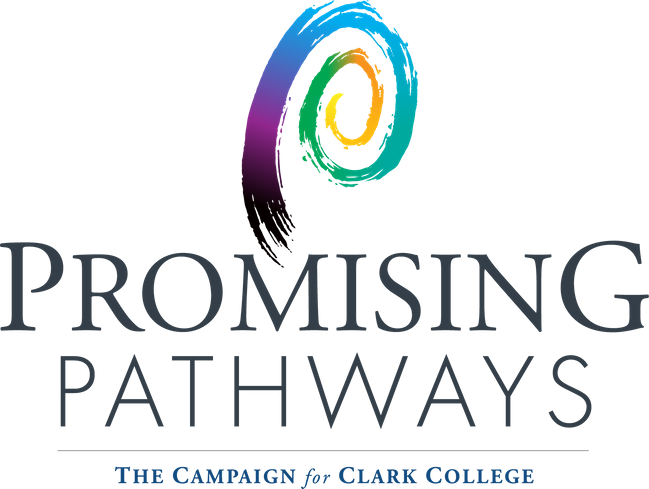 PROMISING
PATHWAYS
THE CAMPAIGN for CLARK COLLEGE